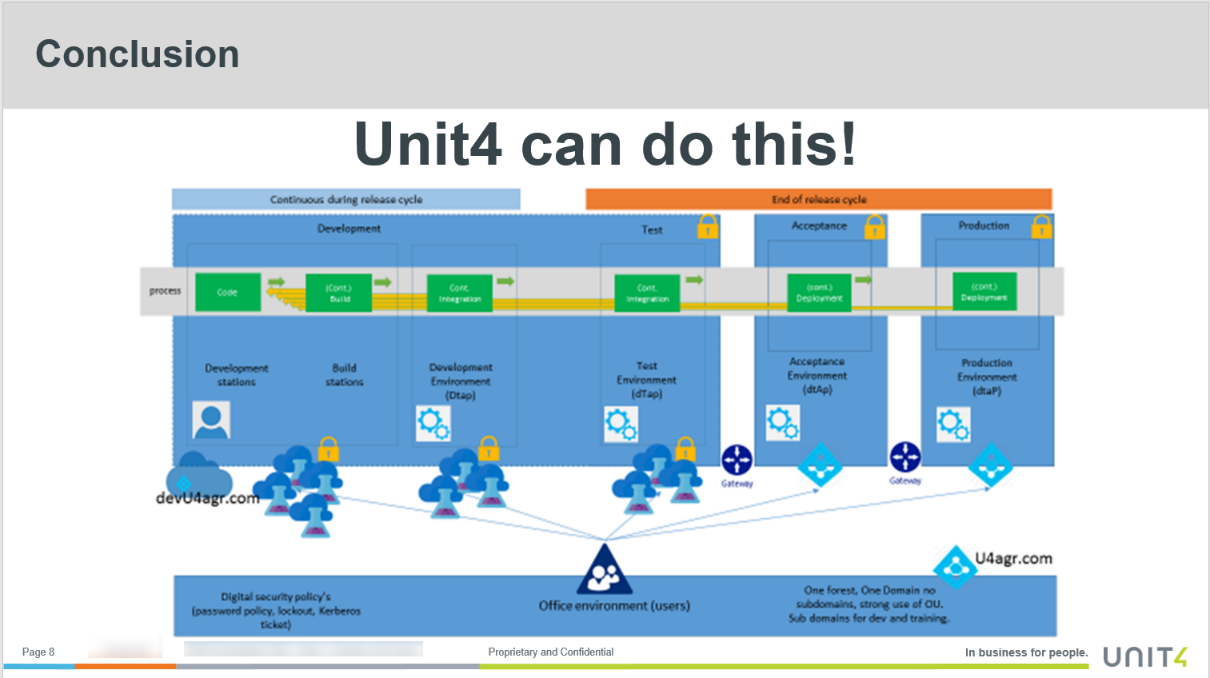 Conclusion
Unit4 can do this!
Continuous during release cycle
End of release cycle
Development
Test
Acceptance
Production
process
Code
(Cont.)
Build
Cont.
Integration
Cont.
Integration
(cont.)
Deployment
(cont.)
Deployment
Development
stations
Build
stations
Development
Environment
(Dtap)
Test
Environment
(dTap)
Acceptance
Environment
(dtAp)
Production
Environment
(dtaP)
Gateway
Gateway
devU4agr.com
U4agr.com
Digital security policy's
(password policy, lockout, Kerberos
ticket)
Office environment (users)
One forest, One Domain no
subdomains, strong use of OU.
Sub domains for dev and training.
Page 8
Proprietary and Confidential
In business for people.
UNIT4